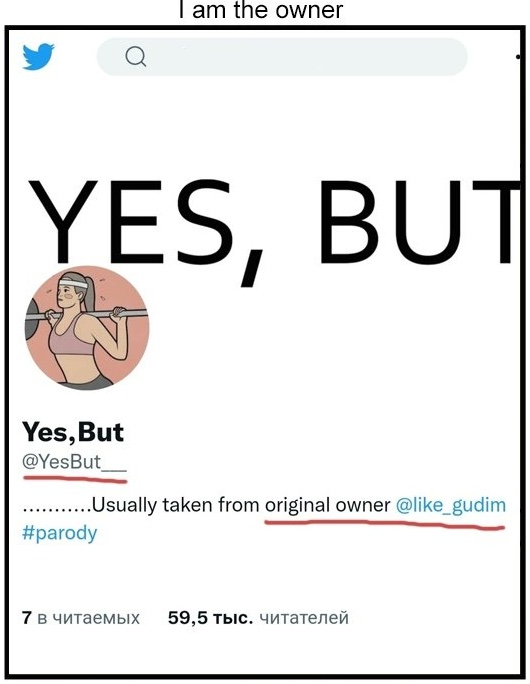 I am the owner
YES, BUT
Yes,But
@YesBut___
...........Usually taken from original owner @like_gudim
#parody
7 в читаемых 59,5 тыс. читателей